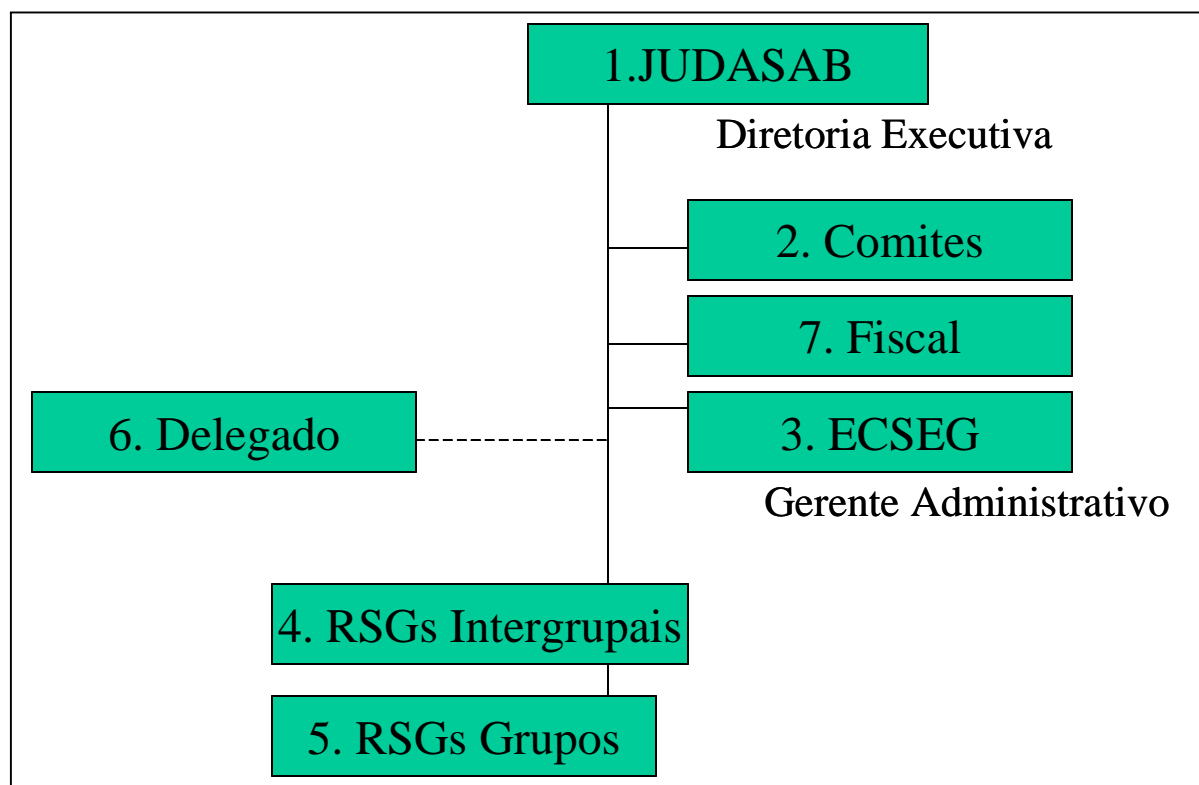 1.JUDASAB
Diretoria Executiva
2. Comites
7. Fiscal
6. Delegado
3. ECSEG
Gerente Administrativo
4. RSGs Intergrupais
5. RSGs Grupos